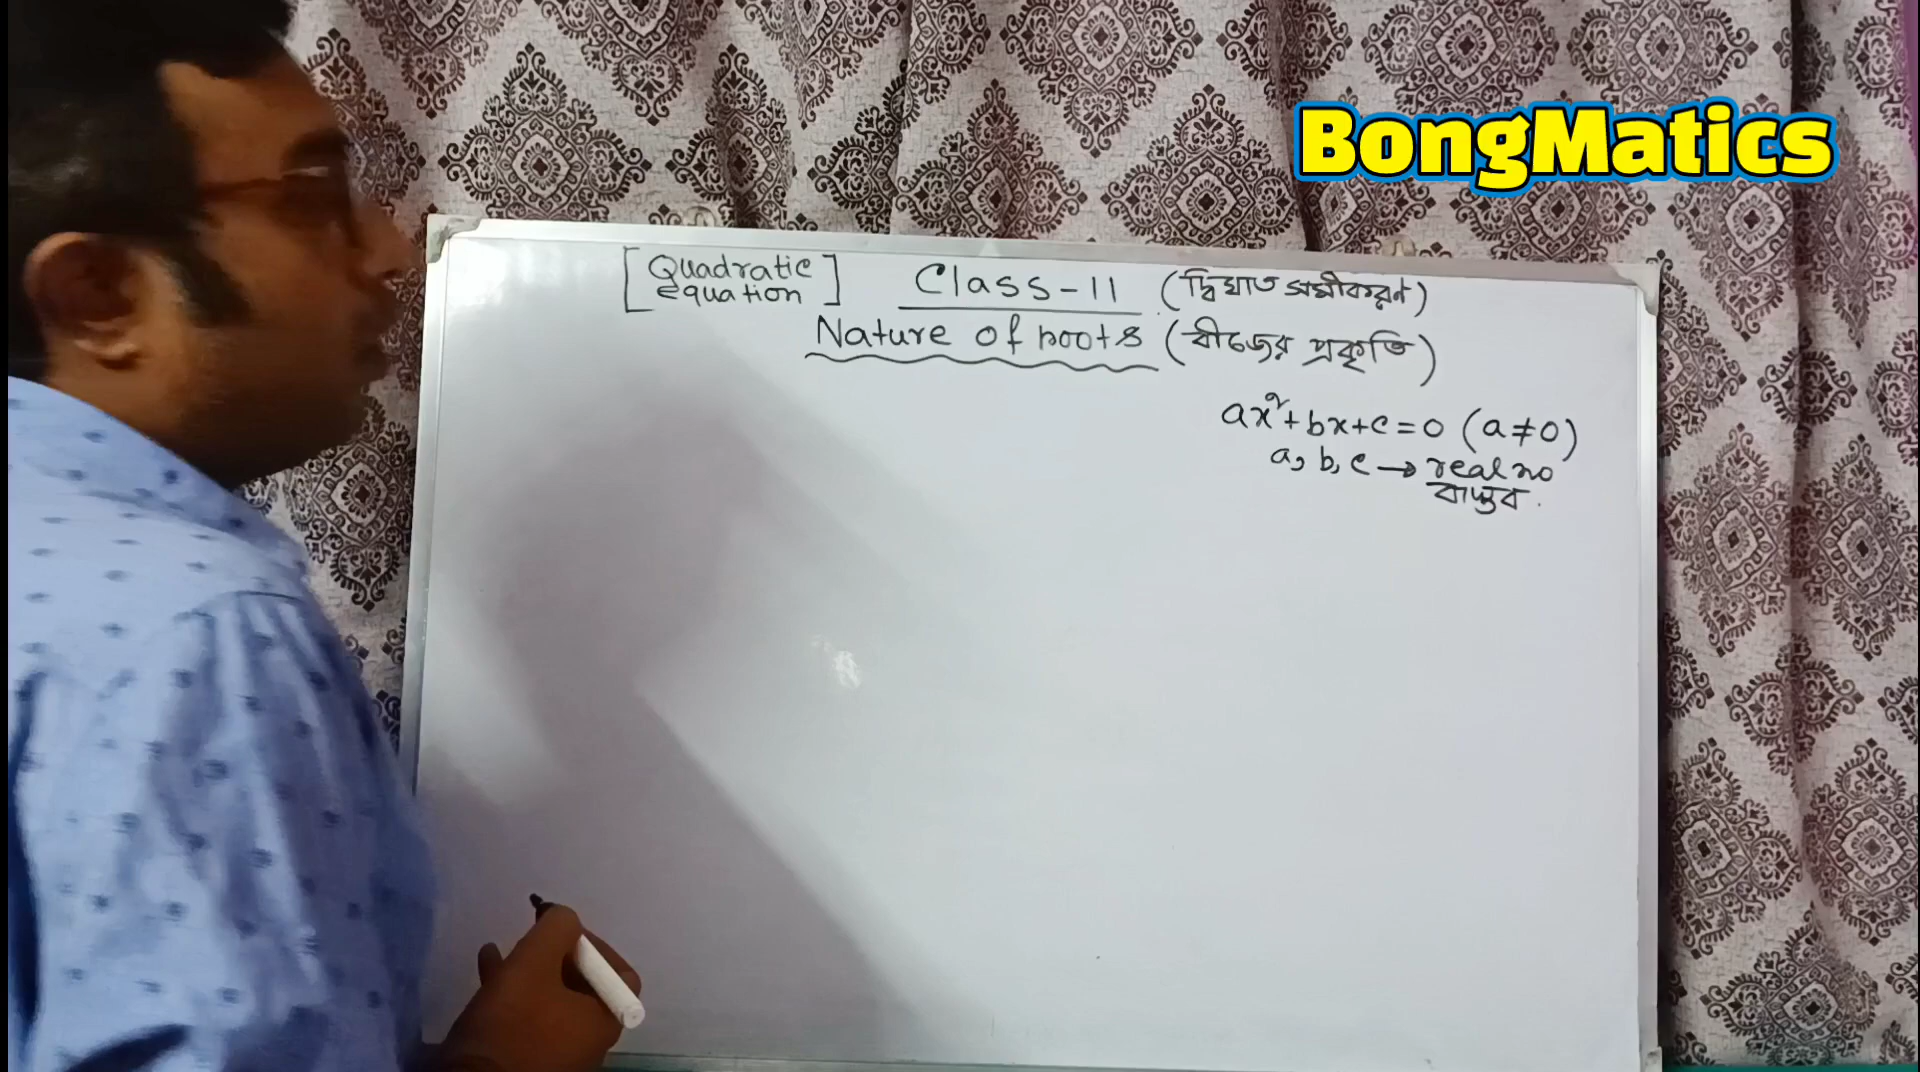 BongMatics
[Quadratic equation] Class-11 (দ্বিঘাত সমীকরণ)
Nature of roots (বীজের প্রকৃতি)
ax²+bx+c=0 (a≠0)
a, b, c → real no
বাস্তব.